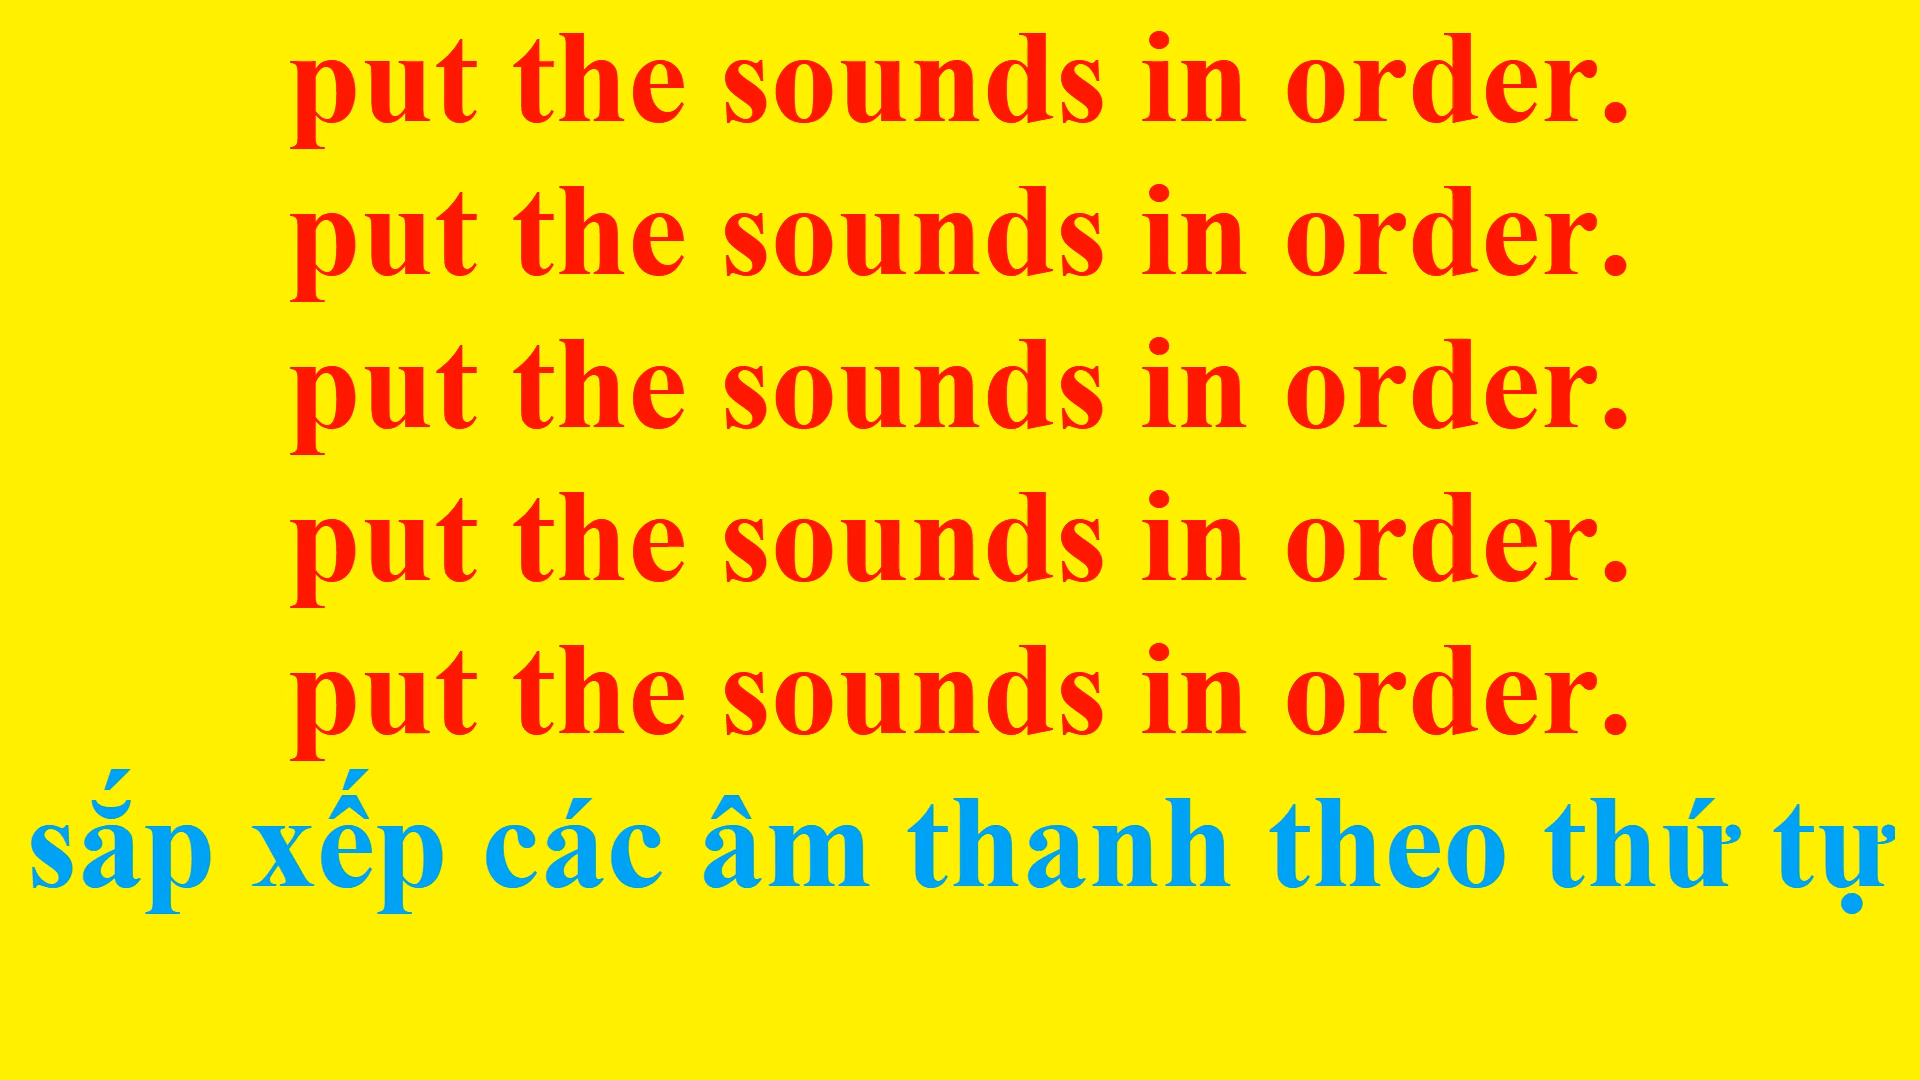 put the sounds in order.
put the sounds in order.
put the sounds in order.
put the sounds in order.
put the sounds in order.
sắp xếp các âm thanh theo thứ tự